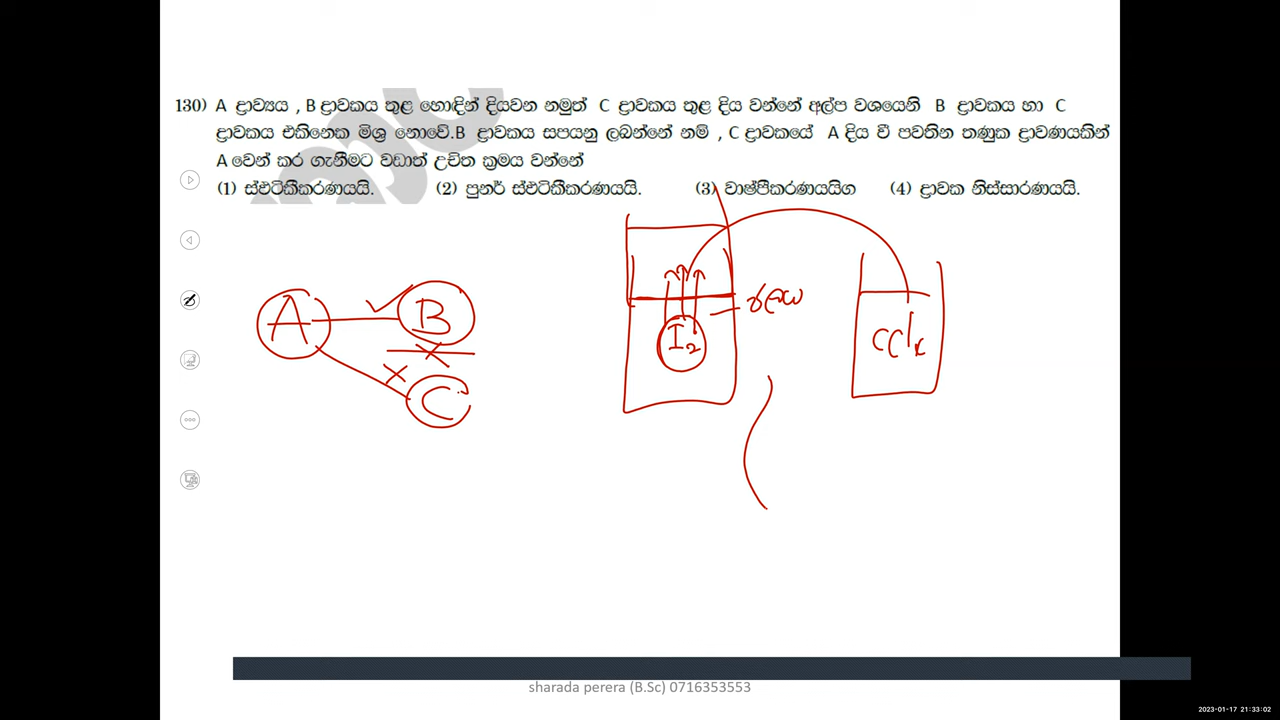 130) A ද්‍රාව්‍යය , B ද්‍රාවකය තුළ හොඳින් දියවන නමුත් C ද්‍රාවකය තුළ දිය වන්නේ අල්ප වශයෙනි B ද්‍රාවකය හා C
ද්‍රාවකය එකිනෙක මිශ්‍ර නොවේ.B ද්‍රාවකය සපයනු ලබන්නේ නම් , C ද්‍රාවකයේ A දිය වී පවතින තණුක ද්‍රාවණයකින්
A වෙන් කර ගැනීමට වඩාත් උචිත ක්‍රමය වන්නේ
(1) ස්ඵටිකීකරණයයි. (2) පුනර් ස්ඵටිකීකරණයයි. (3) වාෂ්පීකරණයයිග (4) ද්‍රාවක නිස්සාරණයයි.
A B
C
I2 ජලය
sharada perera (B.Sc) 0716353553
2023-01-17 21:33:02